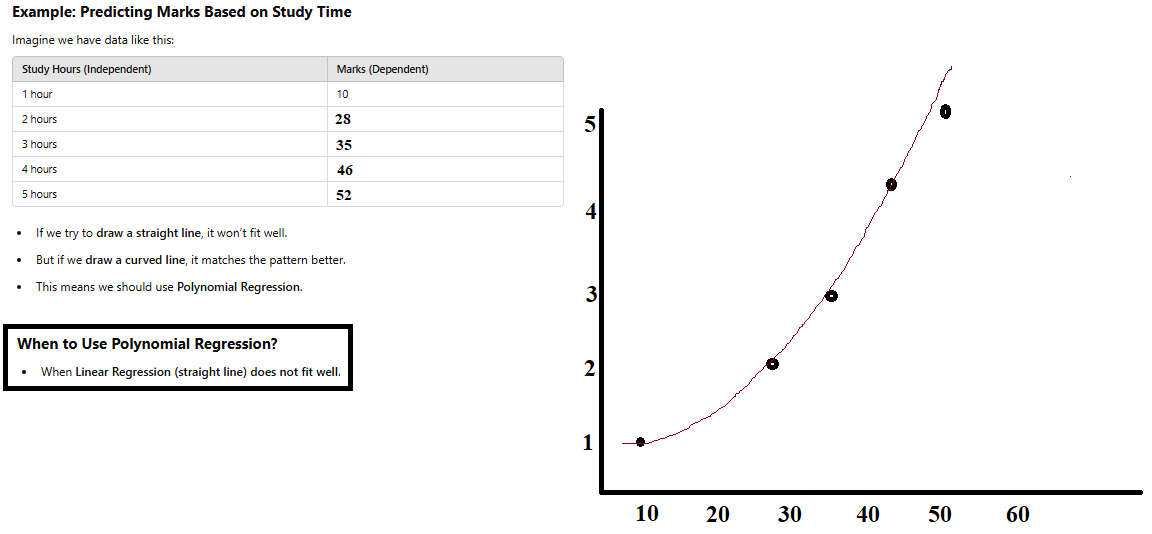 Example: Predicting Marks Based on Study Time
Imagine we have data like this:
Study Hours (Independent) Marks (Dependent)
1 hour 10
2 hours 28
3 hours 35
4 hours 46
5 hours 52
• If we try to draw a straight line, it won't fit well.
• But if we draw a curved line, it matches the pattern better.
• This means we should use Polynomial Regression.
When to Use Polynomial Regression?
• When Linear Regression (straight line) does not fit well.
5
4
3
2
1
10 20 30 40 50 60